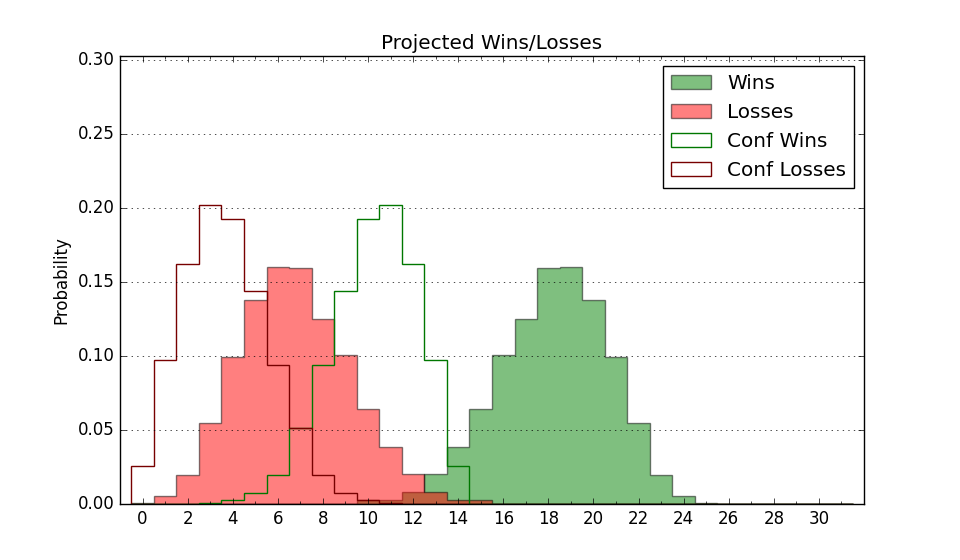 Projected Wins/Losses
0.30
0.25
0.20
0.15
0.10
0.05
0.00
Probability
Wins
Losses
Conf Wins
Conf Losses
0 2 4 6 8 10 12 14 16 18 20 22 24 26 28 30